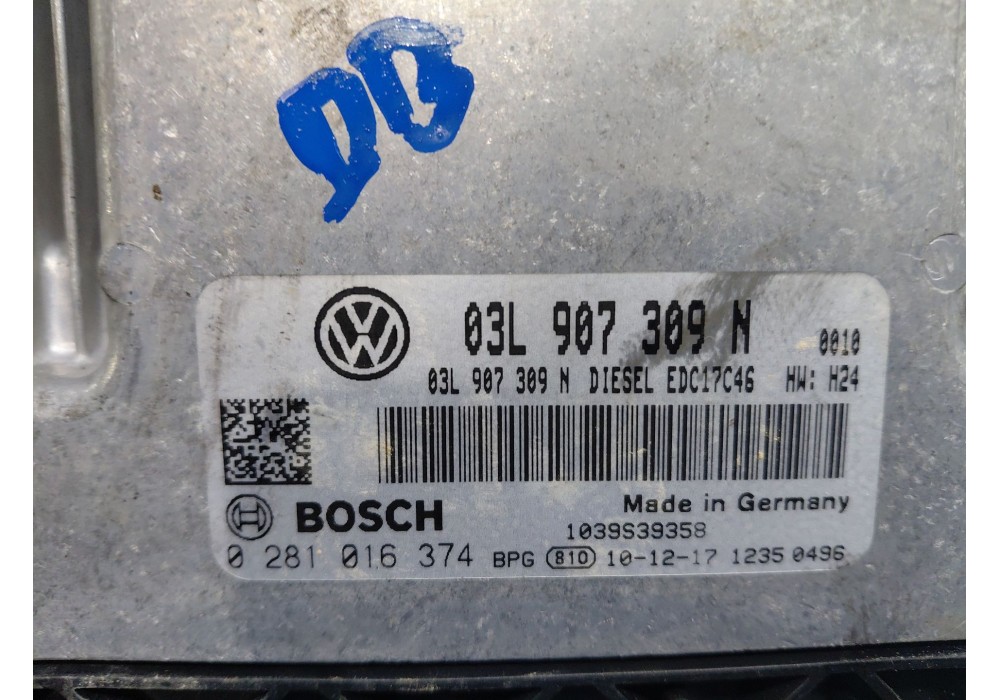 DB
03L 907 309 N 0010
03L 907 309 N DIESEL EDC17C46 HW: H24
BOSCH Made in Germany
1039S39358
0 281 016 374 BPG 810 10-12-17 1235 0496